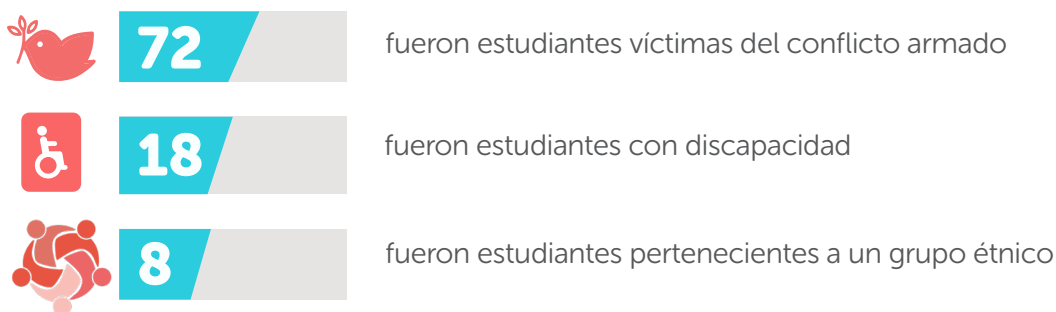 72 fueron estudiantes víctimas del conflicto armado
18 fueron estudiantes con discapacidad
8 fueron estudiantes pertenecientes a un grupo étnico